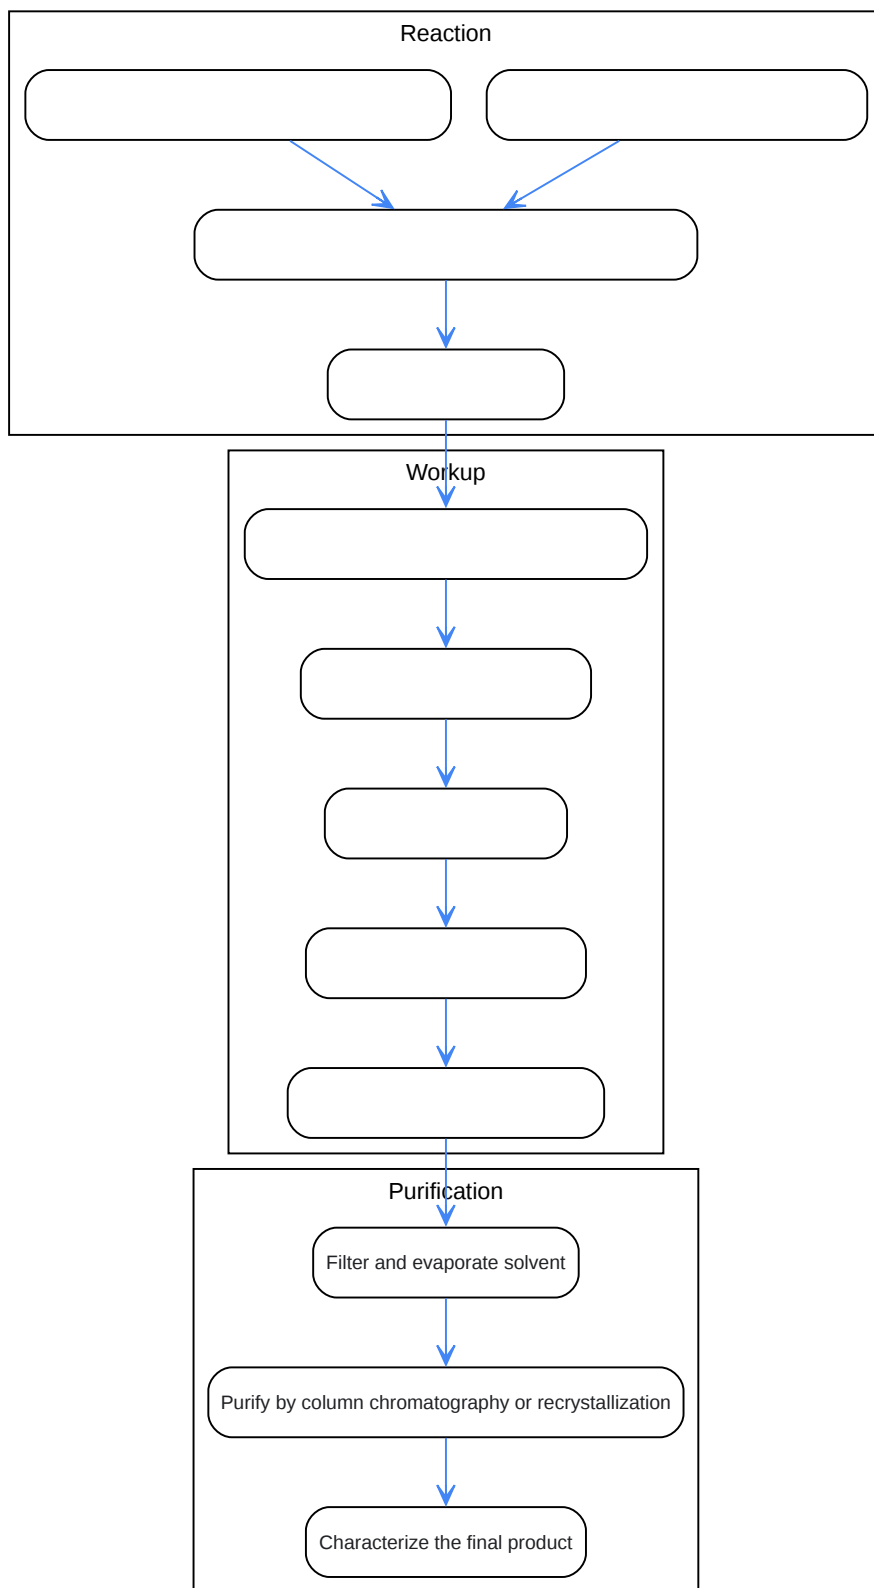 Reaction
Workup
Purification
Filter and evaporate solvent
Purify by column chromatography or recrystallization
Characterize the final product